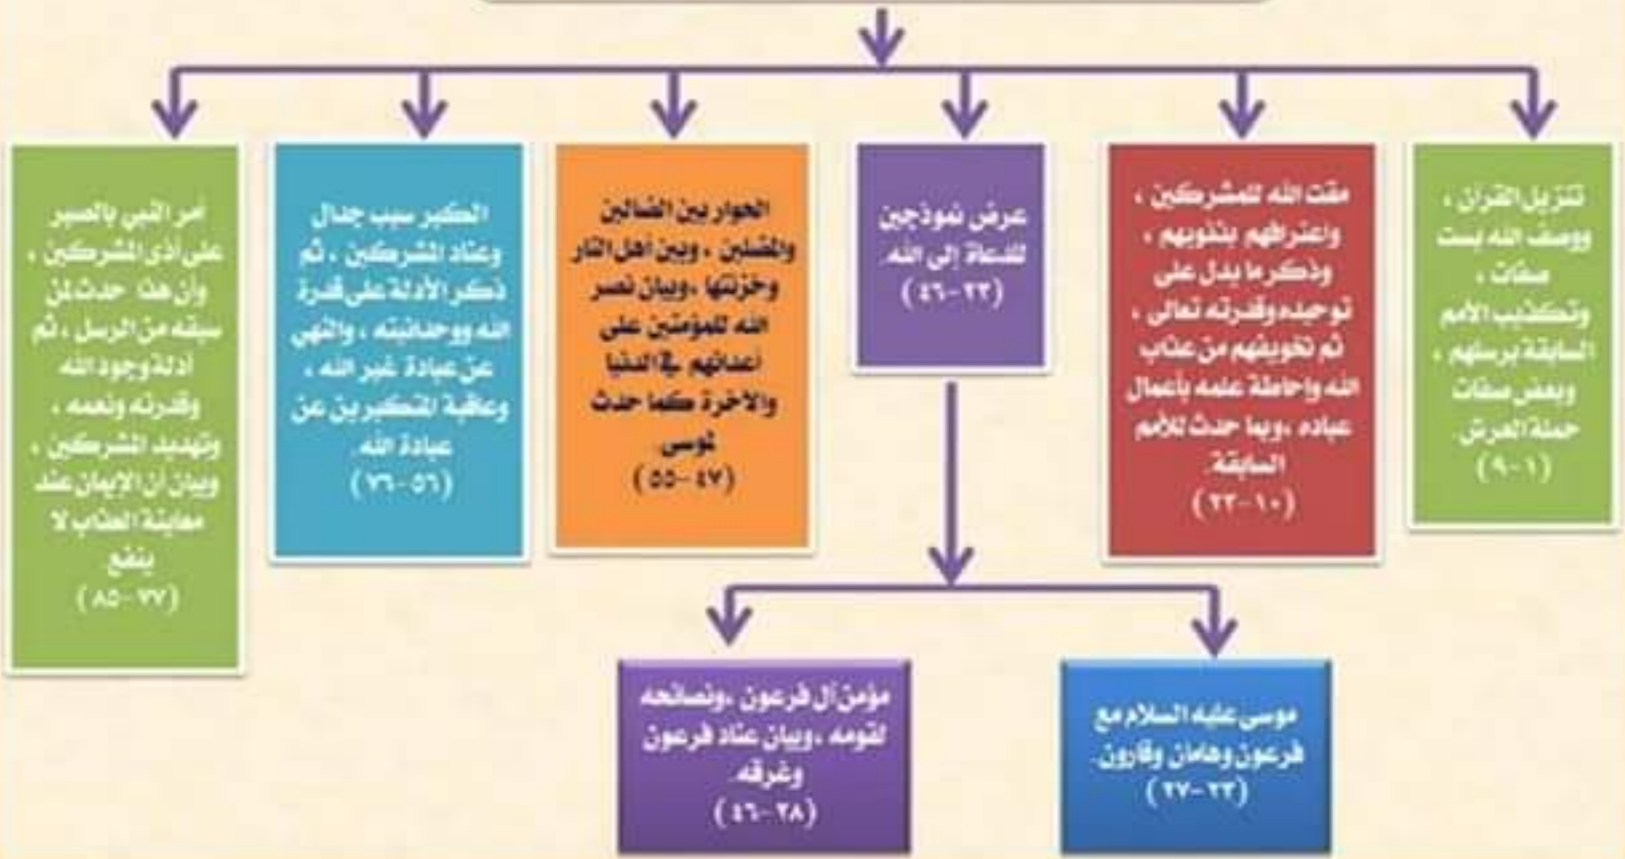 تنزيل القرآن ،
ووصف الله بست
صفات ،
وتكذيب الأمم
السابقة برسلهم ،
وبعض صفات
حملة العرش.
(١-٩)
مقت الله للمشركين ،
واعترافهم بذنوبهم ،
وذكر ما يدل على
توحيده وقدرته تعالى ،
ثم تخويفهم من عذاب
الله وإحاطة علمه بأعمال
عباده ،وبما حدث للأمم
السابقة.
(١٠-٢٢)
عرض نموذجين
للدعاة إلى الله.
(٢٣-٤٦)
الحوار بين الضالين
والمضلين ، وبين أهل النار
وخزنتها ،وبيان نصر
الله للمؤمنين على
أعدائهم في الدنيا
والآخرة كما حدث
لموسى.
(٤٧-٥٥)
الكبر سبب جدال
وعناد المشركين ، ثم
ذكر الأدلة على قدرة
الله ووحدانيته ، والنهي
عن عبادة غير الله ،
وعاقبة المتكبرين عن
عبادة الله.
(٥٦-٧٦)
أمر النبي بالصبر
على أذى المشركين ،
وأن هذا حدث لمن
سبقه من الرسل ، ثم
أدلة وجود الله
وقدرته ونعمه ،
وتهديد المشركين ،
وبيان أن الإيمان عند
معاينة العذاب لا
ينفع.
(٧٧-٨٥)
موسى عليه السلام مع
فرعون وهامان وقارون.
(٢٣-٢٧)
مؤمن آل فرعون ،ونصائحه
لقومه ،وبيان عناد فرعون
وغرقه.
(٢٨-٤٦)